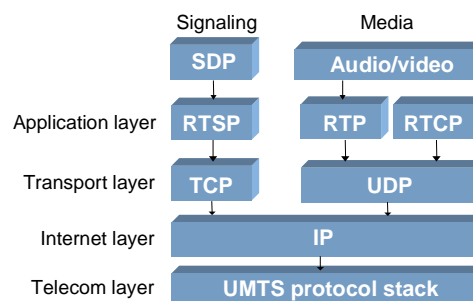 Signaling Media
SDP Audio/video
Application layer RTSP RTP RTCP
Transport layer TCP UDP
Internet layer IP
Telecom layer UMTS protocol stack